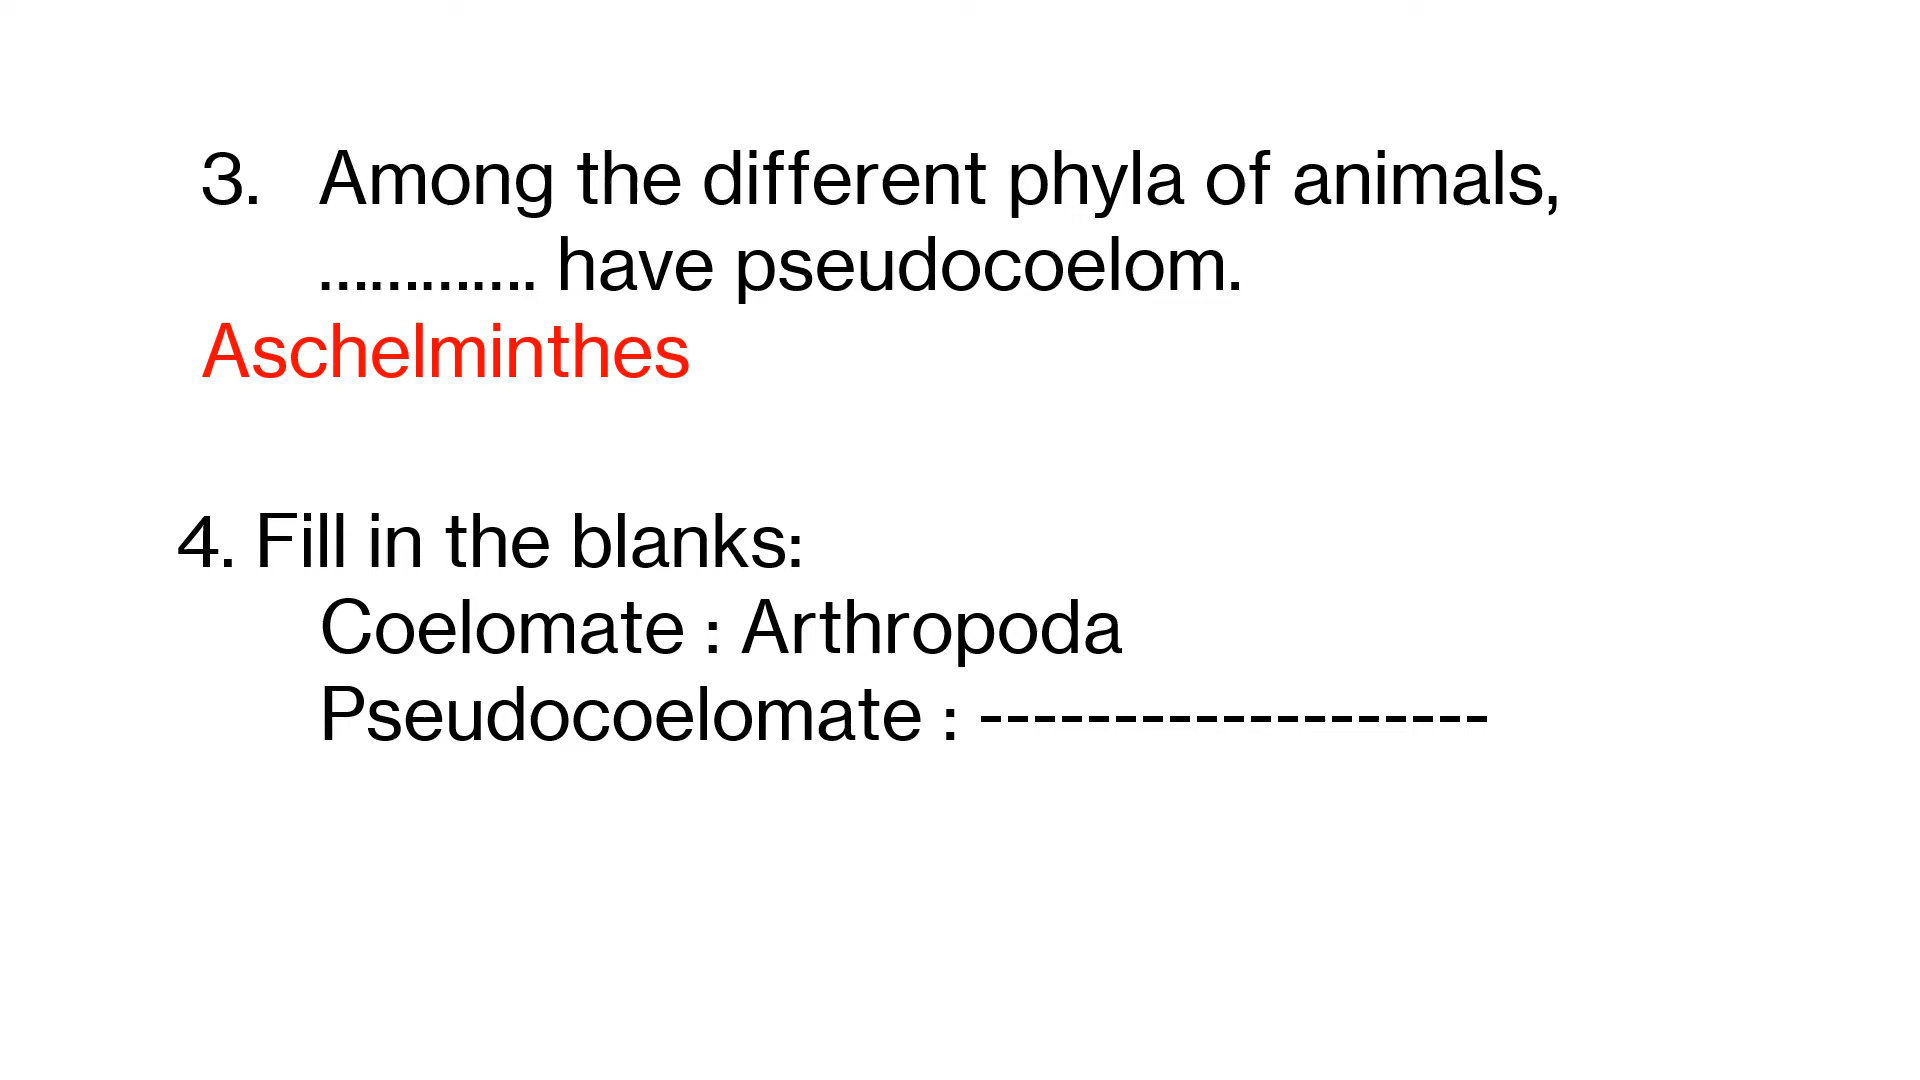 3. Among the different phyla of animals,
............. have pseudocoelom.
Aschelminthes
4. Fill in the blanks:
Coelomate : Arthropoda
Pseudocoelomate : -------------------